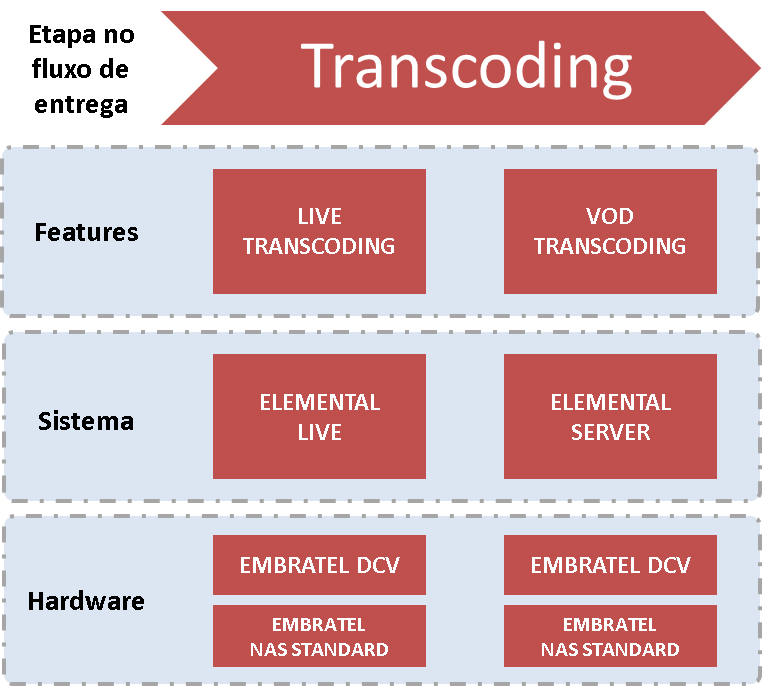 Etapa no
fluxo de
entrega
Transcoding
Features
LIVE
TRANSCODING
VOD
TRANSCODING
Sistema
ELEMENTAL
LIVE
ELEMENTAL
SERVER
Hardware
EMBRATEL DCV
EMBRATEL DCV
EMBRATEL
NAS STANDARD
EMBRATEL
NAS STANDARD